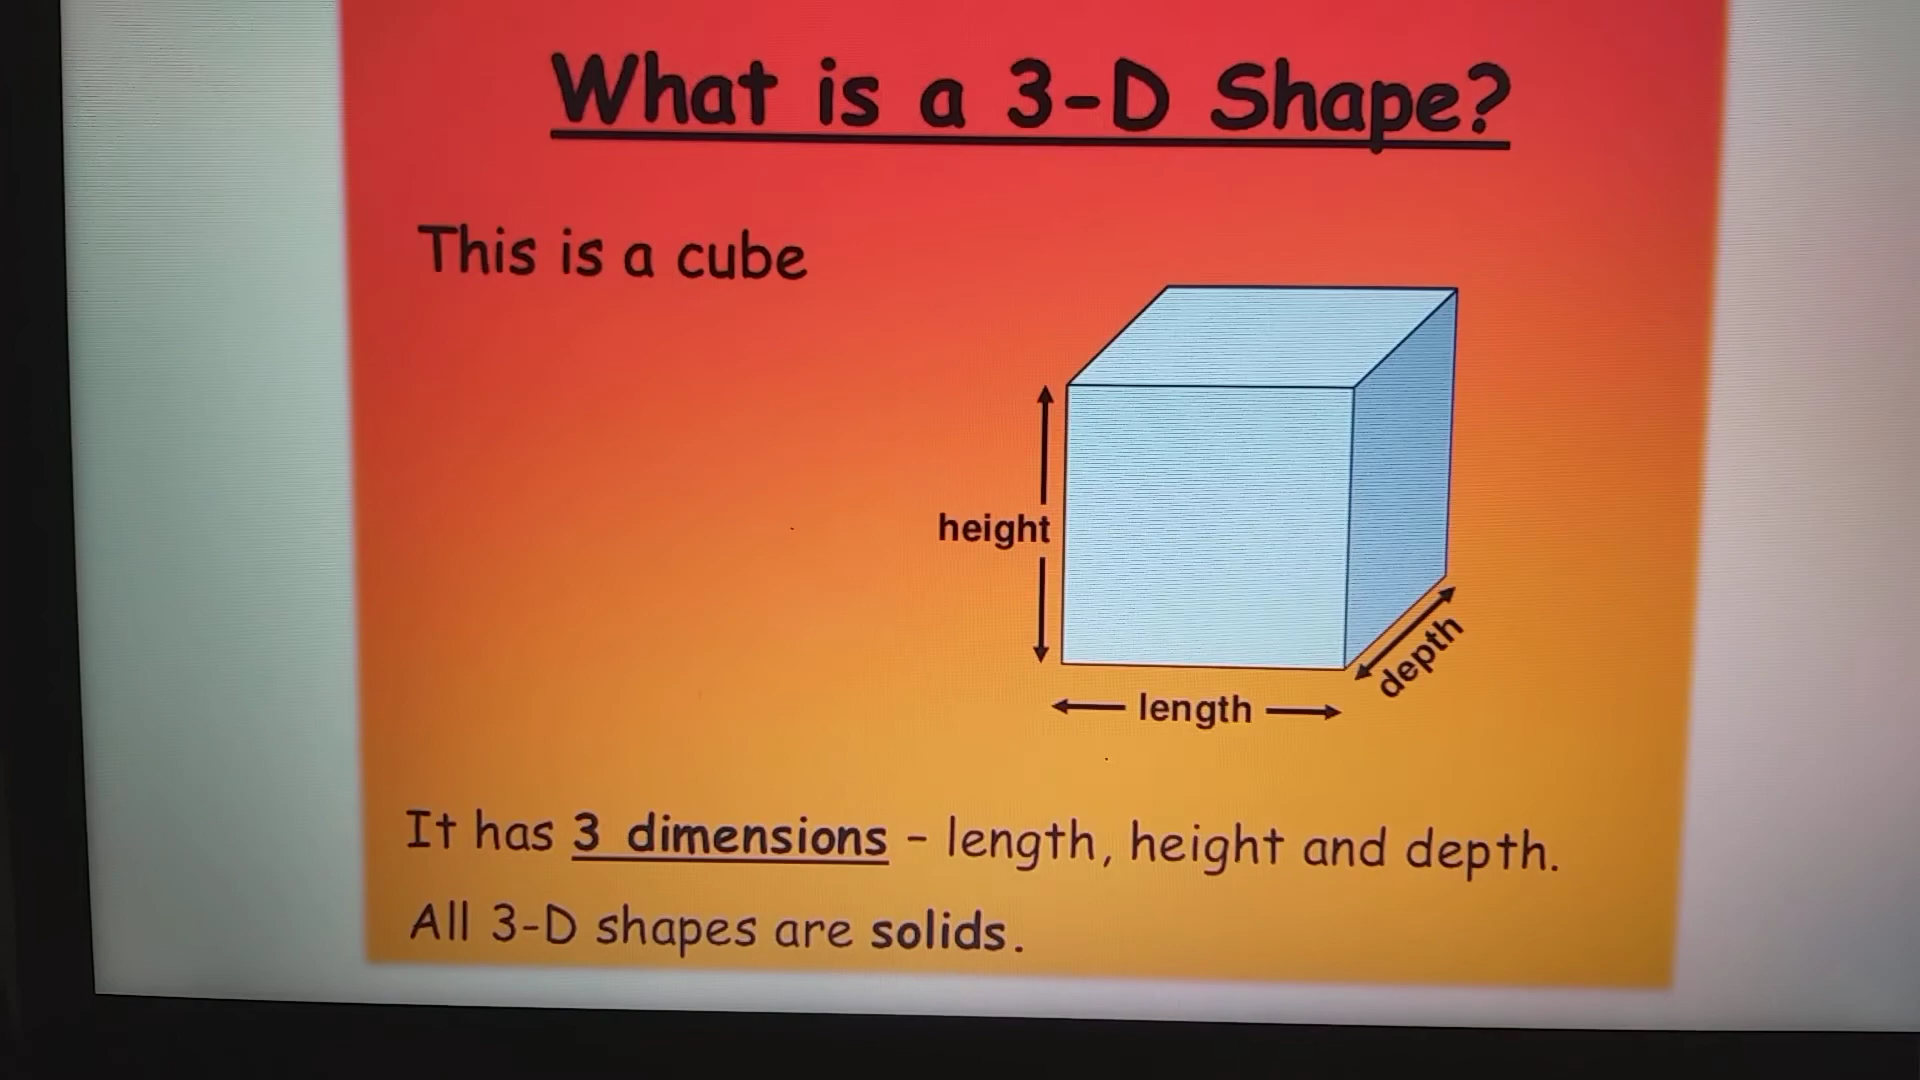 What is a 3-D Shape?
This is a cube
height
depth
length
It has 3 dimensions - length, height and depth.
All 3-D shapes are solids.